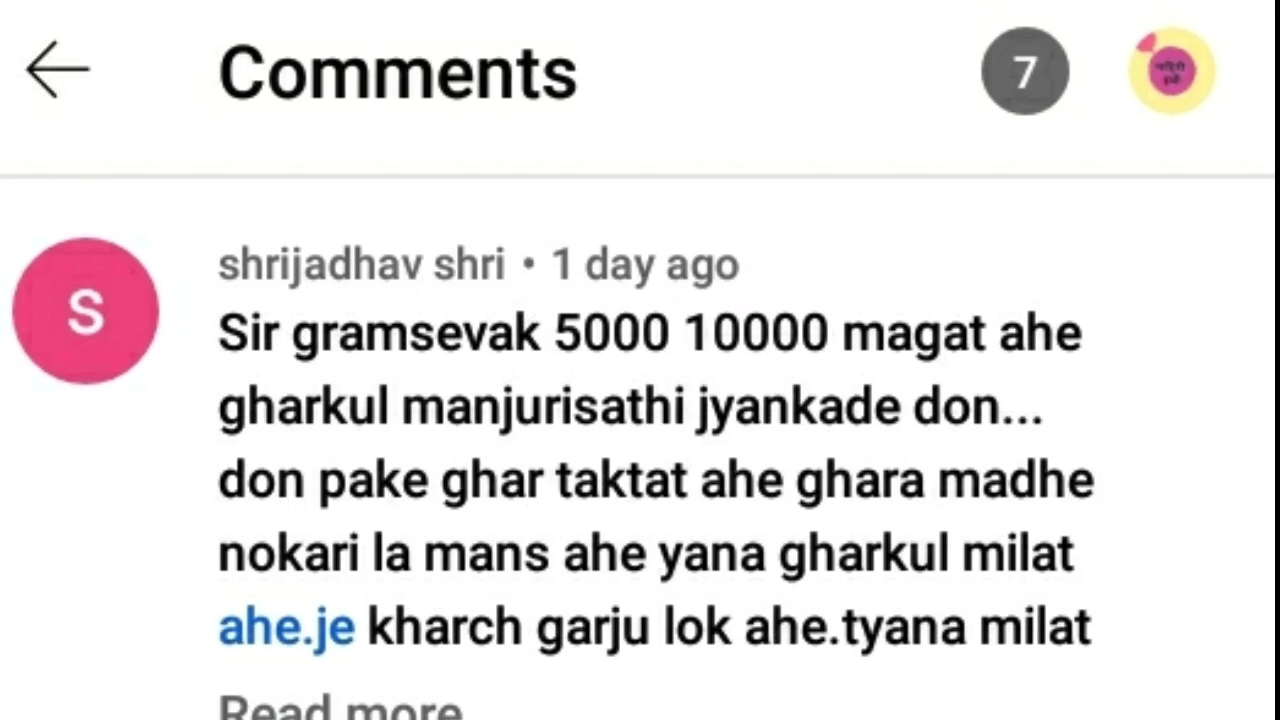 Comments
7
shrijadhav shri • 1 day ago
S
Sir gramsevak 5000 10000 magat ahe
gharkul manjurisathi jyankade don...
don pake ghar taktat ahe ghara madhe
nokari la mans ahe yana gharkul milat
ahe.je kharch garju lok ahe.tyana milat
Read more